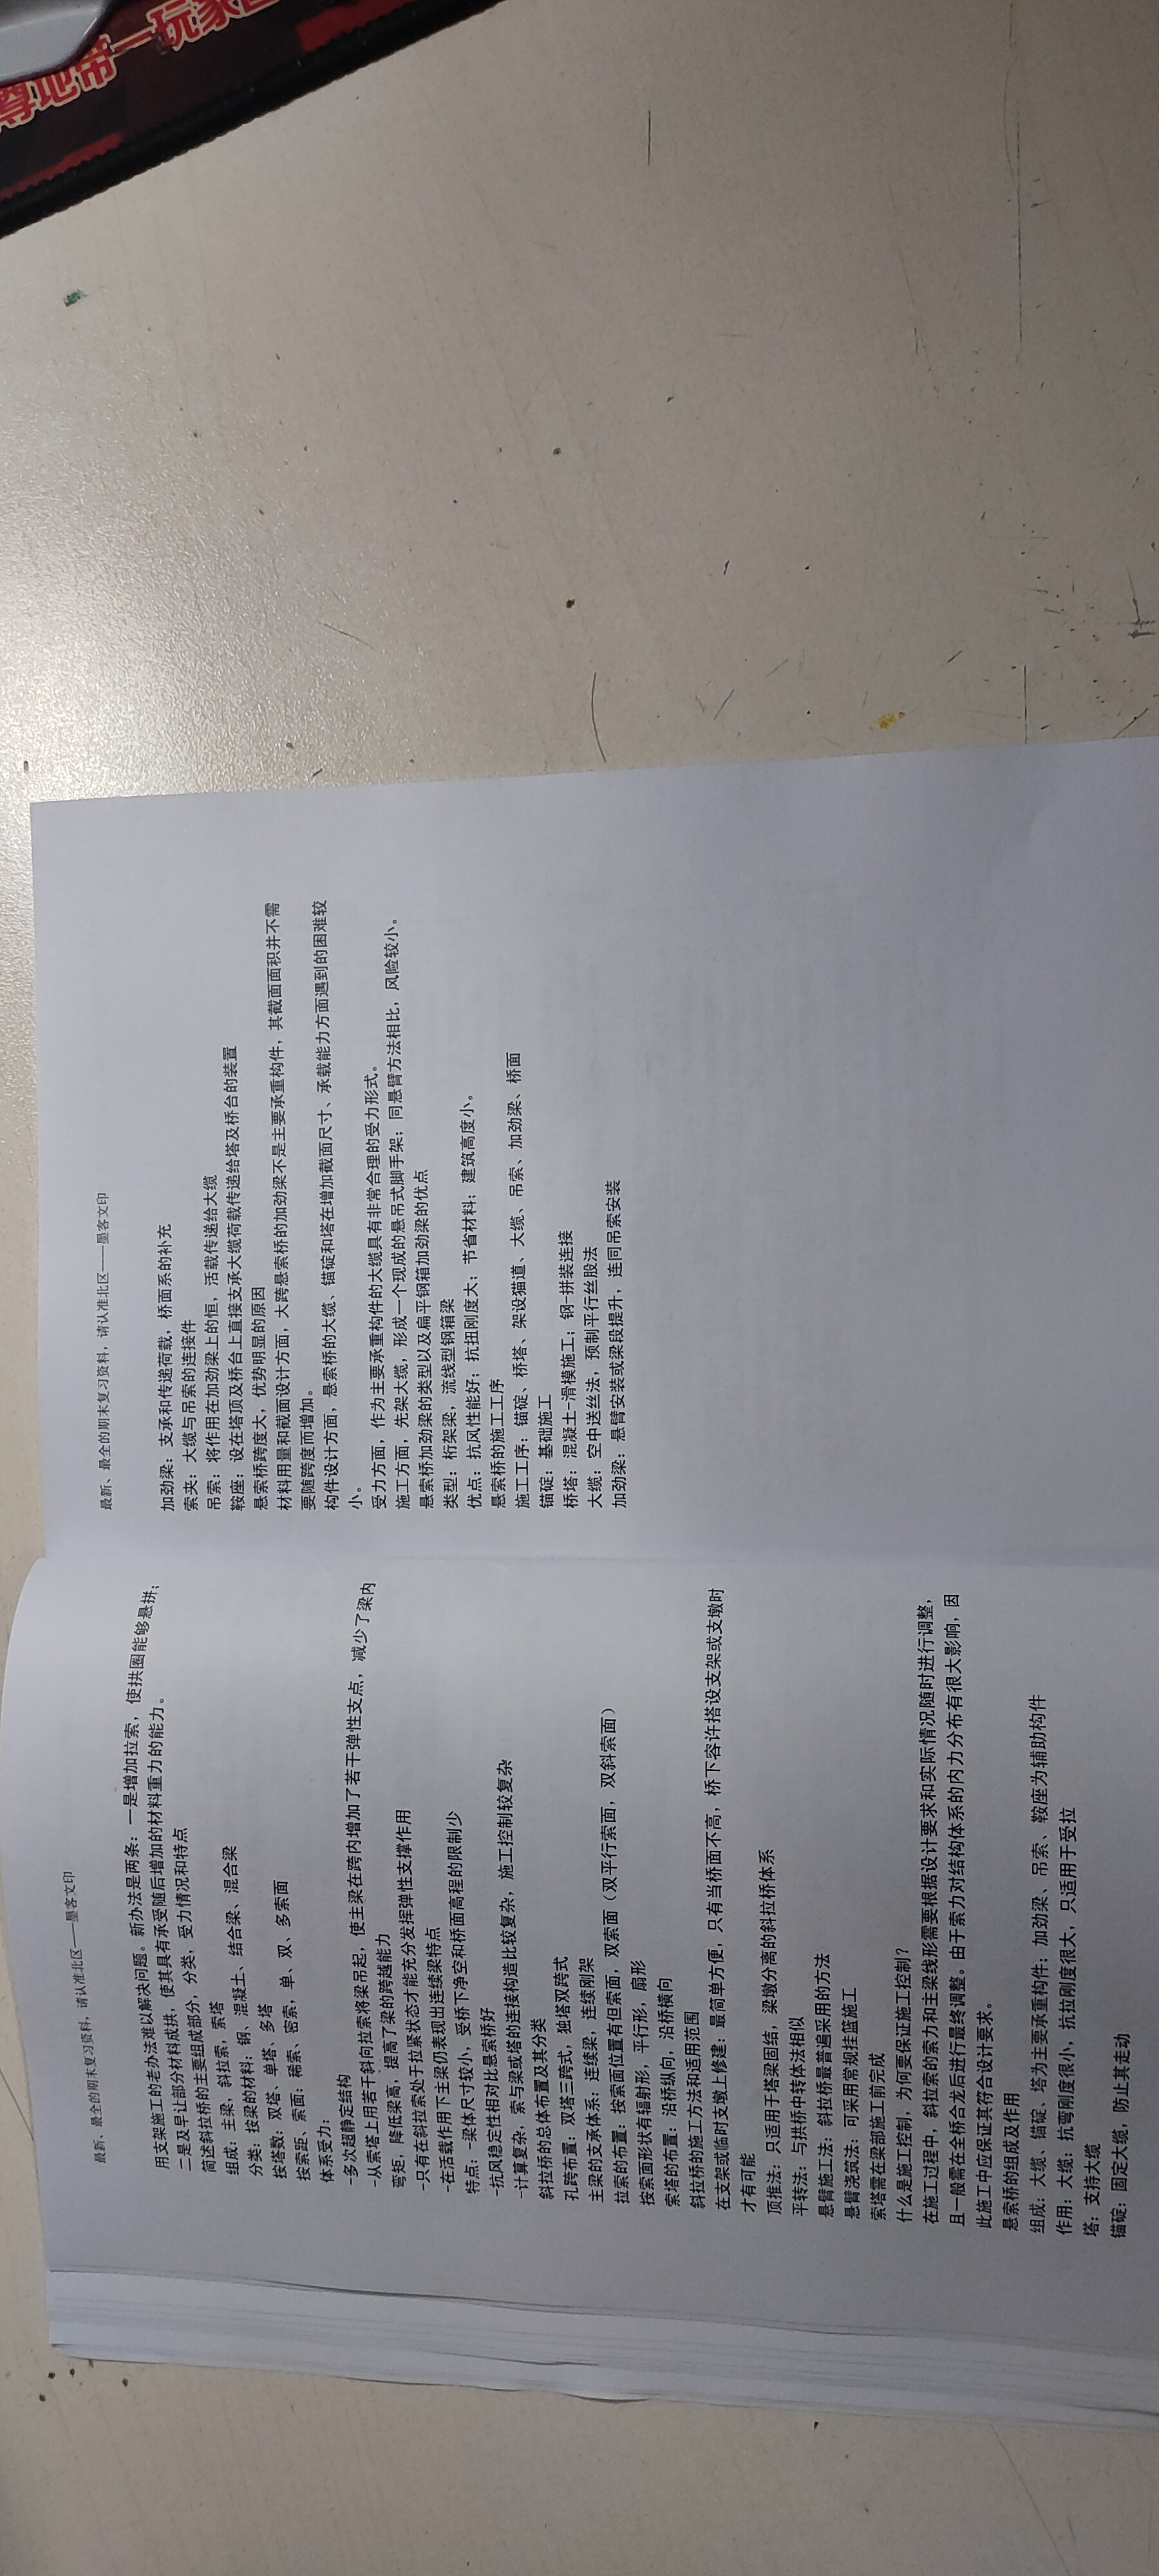 尊地带—玩家
最新、最全的期末复习资料，请认准北区——墨客文印
用支架施工的老办法难以解决问题。新办法是两条：一是增加拉索，使拱圈能够悬拼；
二是及早让部分材料成拱，使其具有承受随后增加的材料重力的能力。
简述斜拉桥的主要组成部分，分类，受力情况和特点
组成：主梁，斜拉索，索塔
分类：按梁的材料：钢、混凝土、结合梁、混合梁
按塔数：双塔、单塔、多塔
按索距、索面：稀索、密索，单、双、多索面
体系受力：
-多次超静定结构
-从索塔上用若干斜向拉索将梁吊起，使主梁在跨内增加了若干弹性支点，减少了梁内
弯矩、降低梁高，提高了梁的跨越能力
-只有在斜拉索处于拉紧状态才能充分发挥弹性支撑作用
-在活载作用下主梁仍表现出连续梁特点
特点：-梁体尺寸较小，受桥下净空和桥面高程的限制少
-抗风稳定性相对比悬索桥好
-计算复杂，索与梁或塔的连接构造比较复杂，施工控制较复杂
斜拉桥的总体布置及其分类
孔跨布置：双塔三跨式，独塔双跨式
主梁的支承体系：连续梁，连续刚架
拉索的布置：按索面位置有但索面，双索面（双平行索面，双斜索面）
按索面形状有辐射形，平行形，扇形
索塔的布置：沿桥纵向，沿桥横向
斜拉桥的施工方法和适用范围
在支架或临时支墩上修建：最简单方便，只有当桥面不高，桥下容许搭设支架或支墩时
才有可能
顶推法：只适用于塔梁固结，梁墩分离的斜拉桥体系
平转法：与拱桥中转体法相似
悬臂施工法：斜拉桥最普遍采用的方法
悬臂浇筑法：可采用常规挂篮施工
索塔需在梁部施工前完成
什么是施工控制，为何要保证施工控制？
在施工过程中，斜拉索的索力和主梁线形需要根据设计要求和实际情况随时进行调整，
且一般需在全桥合龙后进行最终调整。由于索力对结构体系的内力分布有很大影响，因
此施工中应保证其符合设计要求。
悬索桥的组成及作用
组成：大缆、锚碇、塔为主要承重构件；加劲梁、吊索、鞍座为辅助构件
作用：大缆：抗弯刚度很小，抗拉刚度很大，只适用于受拉
塔：支持大缆
锚碇：固定大缆，防止其走动
最新、最全的期末复习资料，请认准北区——墨客文印
加劲梁：支承和传递荷载，桥面系的补充
索夹：大缆与吊索的连接件
吊索：将作用在加劲梁上的恒，活载传递给大缆
鞍座：设在塔顶及桥台上直接支承大缆荷载传递给塔及桥台的装置
悬索桥跨度大，优势明显的原因
材料用量和截面设计方面，大跨悬索桥的加劲梁不是主要承重构件，其截面面积并不需
要随跨度而增加。
构件设计方面，悬索桥的大缆、锚碇和塔在增加截面尺寸、承载能力方面遇到的困难较
小。
受力方面，作为主要承重构件的大缆具有非常合理的受力形式。
施工方面，先架大缆，形成一个现成的悬吊式脚手架；同悬臂方法相比，风险较小。
悬索桥加劲梁的类型以及扁平钢箱加劲梁的优点
类型：桁架梁，流线型钢箱梁
优点：抗风性能好；抗扭刚度大；节省材料；建筑高度小。
悬索桥的施工工序
施工工序：锚碇、桥塔、架设猫道、大缆、吊索、加劲梁、桥面
锚碇：基础施工
桥塔：混凝土-滑模施工；钢-拼装连接
大缆：空中送丝法，预制平行丝股法
加劲梁：悬臂安装或梁段提升，连同吊索安装